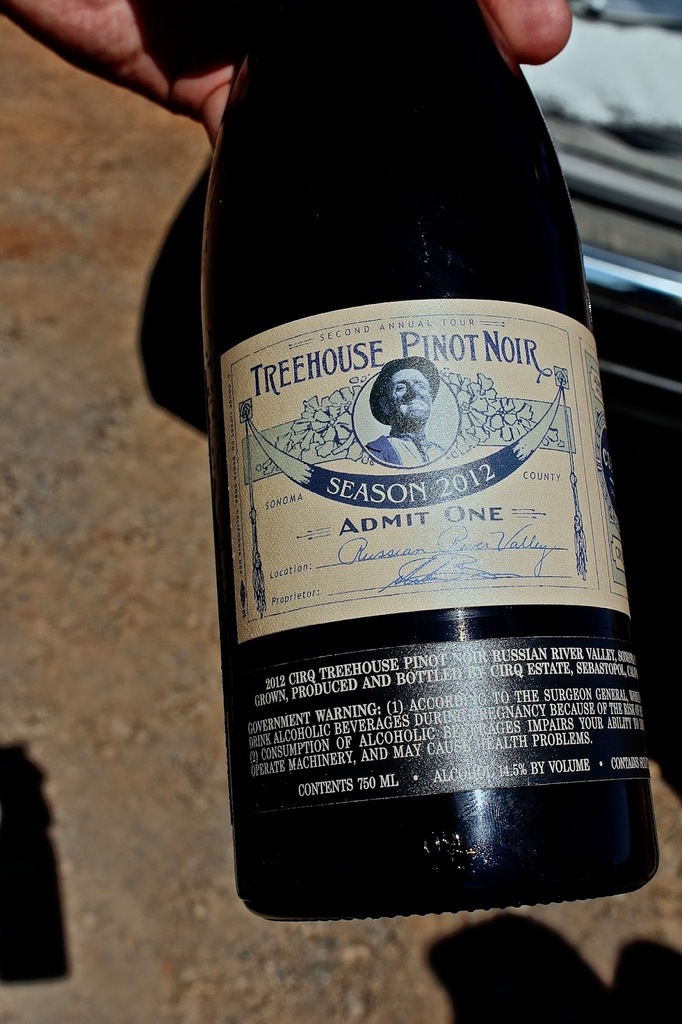 SECOND ANNUAL TOUR
TREEHOUSE PINOT NOIR
SEASON 2012
SONOMA COUNTY
ADMIT ONE
Location: Russian River Valley
Proprietor:
2012 CIRQ TREEHOUSE PINOT NOIR RUSSIAN RIVER VALLEY,
GROWN, PRODUCED AND BOTTLED BY CIRQ ESTATE, SEBASTOPOL,
GOVERNMENT WARNING: (1) ACCORDING TO THE SURGEON GENERAL,
DRINK ALCOHOLIC BEVERAGES DURING PREGNANCY BECAUSE OF THE RISK OF
(2) CONSUMPTION OF ALCOHOLIC BEVERAGES IMPAIRS YOUR ABILITY TO
OPERATE MACHINERY, AND MAY CAUSE HEALTH PROBLEMS.
CONTENTS 750 ML • ALCOHOL 14.5% BY VOLUME • CONTAINS